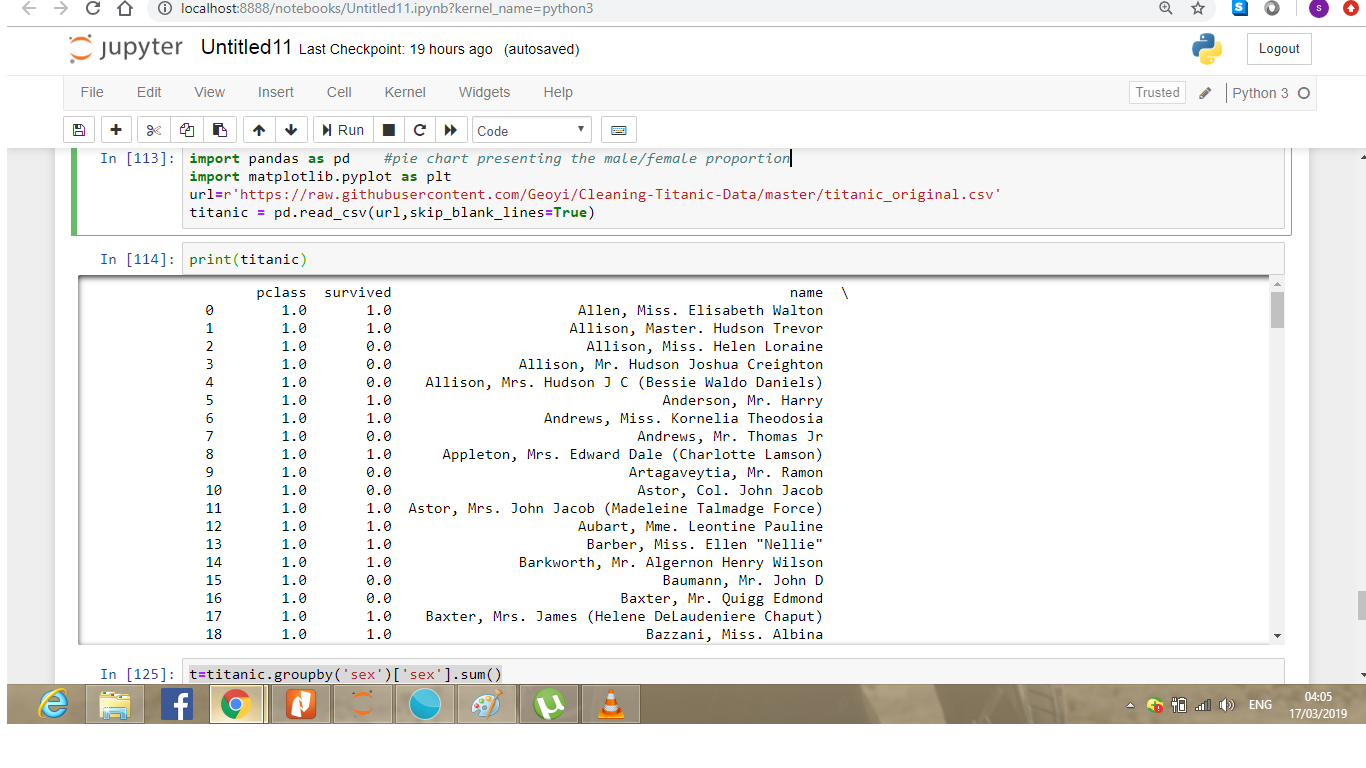 localhost:8888/notebooks/Untitled11.ipynb?kernel_name=python3
S
s
jupyter Untitled11 Last Checkpoint: 19 hours ago (autosaved)
Logout
File Edit View Insert Cell Kernel Widgets Help
Trusted Python 3
Run Code
In [113]: import pandas as pd    #pie chart presenting the male/female proportion
import matplotlib.pyplot as plt
url=r'https://raw.githubusercontent.com/Geoyi/Cleaning-Titanic-Data/master/titanic_original.csv'
titanic = pd.read_csv(url,skip_blank_lines=True)
In [114]: print(titanic)
pclass survived name \
0 1.0 1.0 Allen, Miss. Elisabeth Walton
1 1.0 1.0 Allison, Master. Hudson Trevor
2 1.0 0.0 Allison, Miss. Helen Loraine
3 1.0 0.0 Allison, Mr. Hudson Joshua Creighton
4 1.0 0.0 Allison, Mrs. Hudson J C (Bessie Waldo Daniels)
5 1.0 1.0 Anderson, Mr. Harry
6 1.0 1.0 Andrews, Miss. Kornelia Theodosia
7 1.0 0.0 Andrews, Mr. Thomas Jr
8 1.0 1.0 Appleton, Mrs. Edward Dale (Charlotte Lamson)
9 1.0 0.0 Artagaveytia, Mr. Ramon
10 1.0 0.0 Astor, Col. John Jacob
11 1.0 1.0 Astor, Mrs. John Jacob (Madeleine Talmadge Force)
12 1.0 1.0 Aubart, Mme. Leontine Pauline
13 1.0 1.0 Barber, Miss. Ellen "Nellie"
14 1.0 1.0 Barkworth, Mr. Algernon Henry Wilson
15 1.0 0.0 Baumann, Mr. John D
16 1.0 0.0 Baxter, Mr. Quigg Edmond
17 1.0 1.0 Baxter, Mrs. James (Helene DeLaudeniere Chaput)
18 1.0 1.0 Bazzani, Miss. Albina
In [125]: t=titanic.groupby('sex')['sex'].sum()
ENG
04:05
17/03/2019